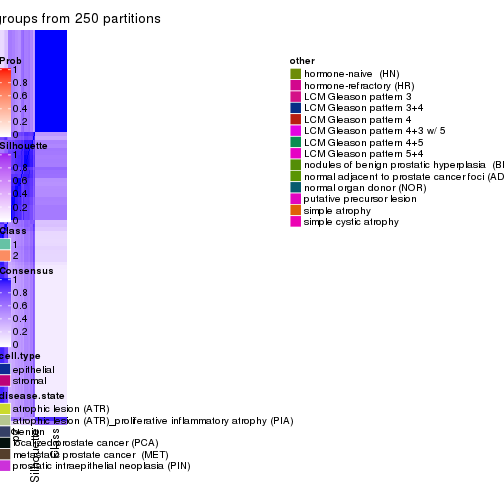 groups from 250 partitions
Prob
1
0.8
0.6
0.4
0.2
0
Silhouette
1
0.8
0.6
0.4
0.2
0
Class
1
2
Consensus
1
0.8
0.6
0.4
0.2
0
cell.type
epithelial
stromal
disease.state
atrophic lesion (ATR)
atrophic lesion (ATR)_proliferative inflammatory atrophy (PIA)
benign
localized prostate cancer (PCA)
metastatic prostate cancer (MET)
prostatic intraepithelial neoplasia (PIN)
Silhouette
Class
other
hormone-naive (HN)
hormone-refractory (HR)
LCM Gleason pattern 3
LCM Gleason pattern 3+4
LCM Gleason pattern 4
LCM Gleason pattern 4+3 w/ 5
LCM Gleason pattern 4+5
LCM Gleason pattern 5+4
nodules of benign prostatic hyperplasia (B
normal adjacent to prostate cancer foci (AD
normal organ donor (NOR)
putative precursor lesion
simple atrophy
simple cystic atrophy